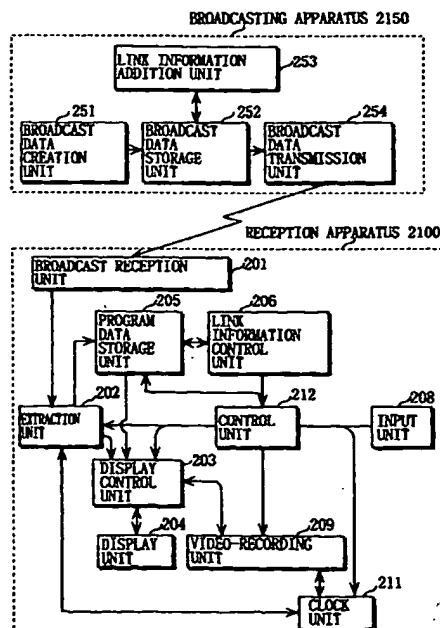 BROADCASTING APPARATUS 2150
LINK INFORMATION
ADDITION UNIT
253
251
BROADCAST
DATA
CREATION
UNIT
252
BROADCAST
DATA
STORAGE
UNIT
254
BROADCAST
DATA
TRANSMISSION
UNIT
RECEPTION APPARATUS 2100
BROADCAST RECEPTION
UNIT
201
205
PROGRAM
DATA
STORAGE
UNIT
206
LINK
INFORMATION
CONTROL
UNIT
202
EXTRACTION
UNIT
212
CONTROL
UNIT
208
INPUT
UNIT
DISPLAY
CONTROL
UNIT
203
DISPLAY
UNIT
204
VIDEO-RECORDING
UNIT
209
211
CLOCK
UNIT